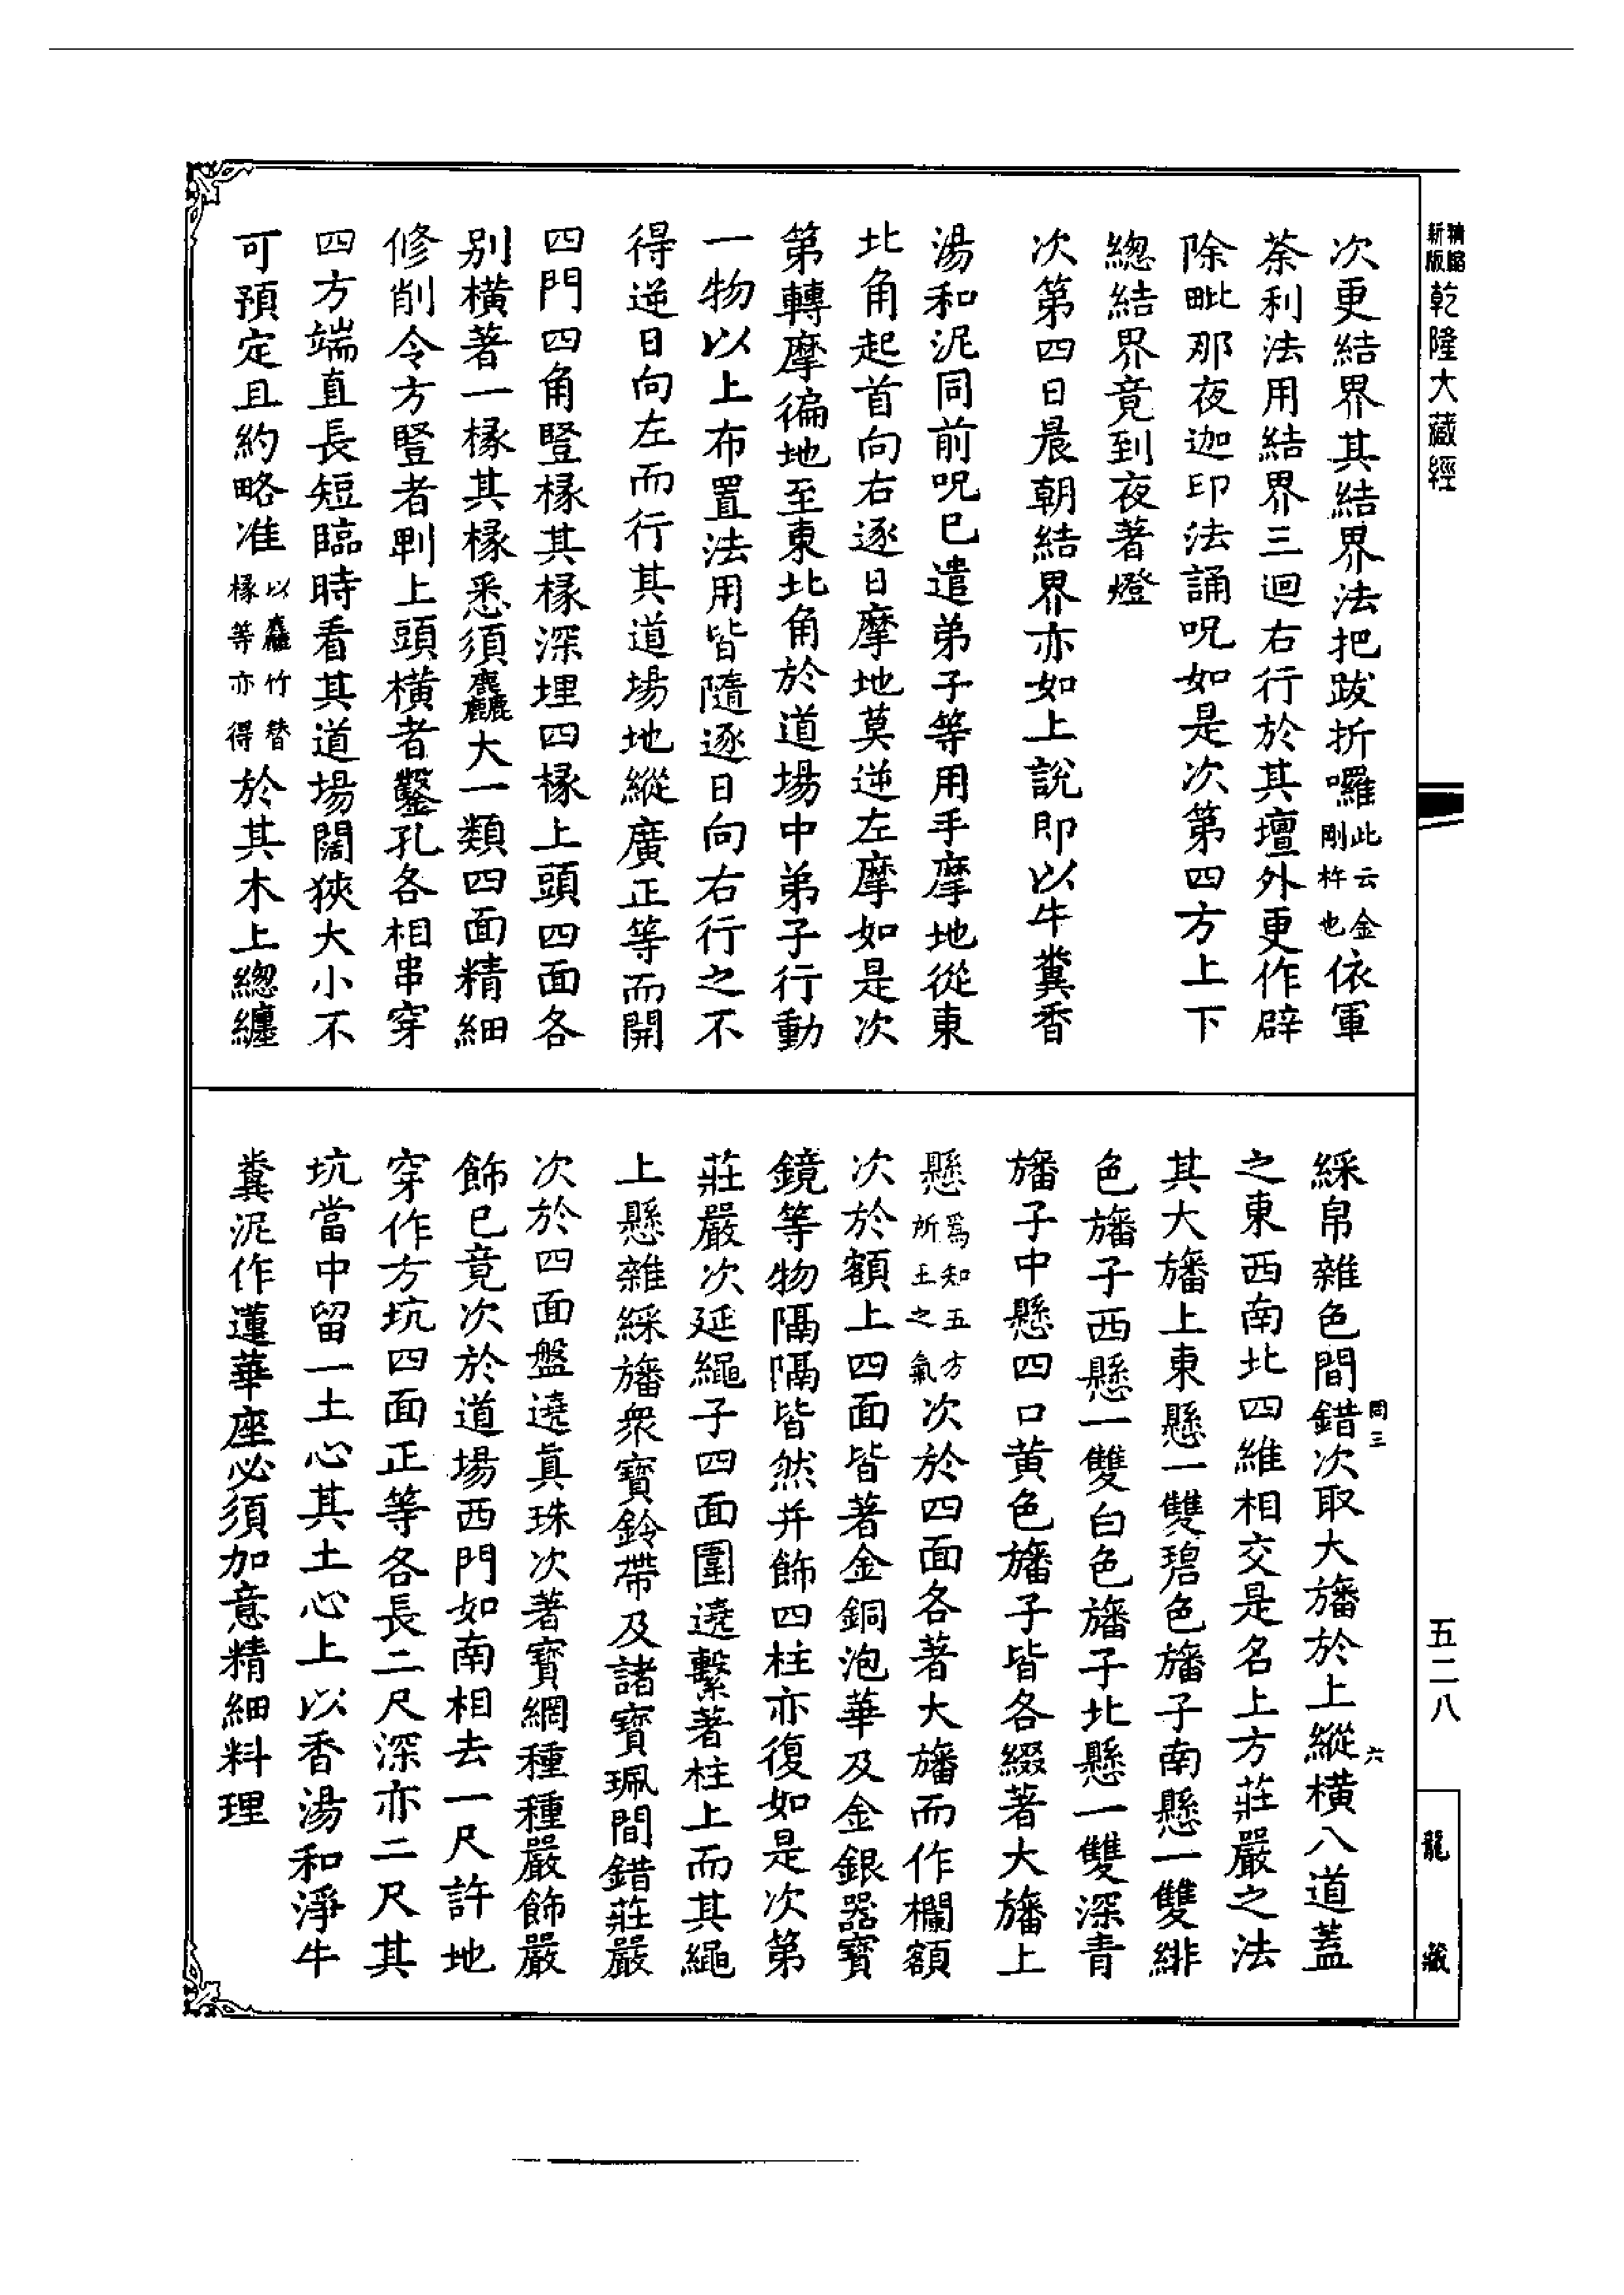 新版精縮乾隆大藏經
次更結界其結界法把跋折囉此云金剛杵也依軍
荼利法用結界三迴右行於其壇外更作辟
除毗那夜迦印法誦呪如是次第四方上下
總結界竟到夜著燈
次第四日晨朝結界亦如上說即以牛糞香
湯和泥同前呪已遣弟子等用手摩地從東
北角起首向右逐日摩地莫逆左摩如是次
第轉摩徧地至東北角於道場中弟子行動
一物以上布置法用皆隨逐日向右行之不
得逆日向左而行其道場地縱廣正等而開
四門四角豎椽其椽深埋四椽上頭四面各
別橫著一椽其椽悉須麤大一類四面精細
修削令方豎者剚上頭橫者鑿孔各相串穿
四方端直長短臨時看其道場闊狹大小不
可預定且約略准以麤竹替椽等亦得於其木上總纏
綵帛雜色間錯次取大旛於上縱橫八道蓋
之東西南北四維相交是名上方莊嚴之法
其大旛上東懸一雙碧色旛子南懸一雙緋
色旛子西懸一雙白色旛子北懸一雙深青
旛子中懸四口黃色旛子皆各綴著大旛上
懸爲知五方所王之氣次於四面各著大旛而作欄額
次於額上四面皆著金銅泡華及金銀器寶
鏡等物隔隔皆然并飾四柱亦復如是次第
莊嚴次延繩子四面圍遶繫著柱上而其繩
上懸雜綵旛衆寶鈴帶及諸寶珮間錯莊嚴
次於四面盤遶真珠次著寶網種種嚴飾嚴
飾已竟次於道場西門如南相去一尺許地
穿作方坑四面正等各長二尺深亦二尺其
坑當中留一土心其土心上以香湯和淨牛
糞泥作蓮華座必須加意精細料理
罔三
六
五二八
龍藏